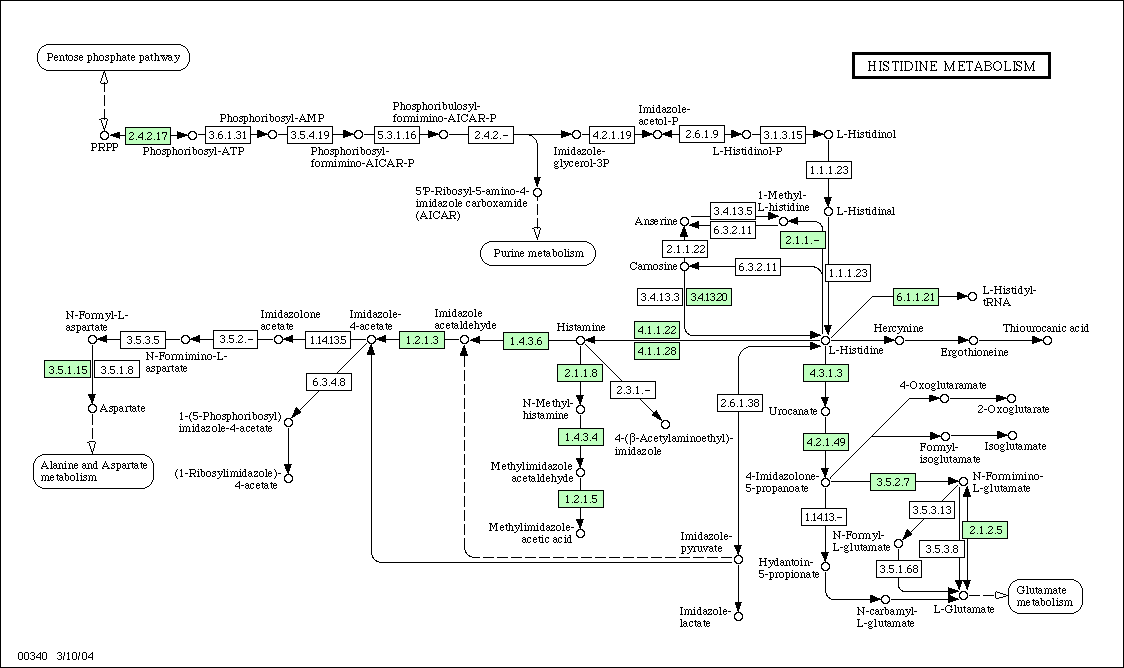 Pentose phosphate pathway
HISTIDINE METABOLISM
Phosphoribosyl-AMP
Phosphoribulosyl-
formimino-AICAR-P
Imidazole-
acetol-P
2.4.2.17
3.6.1.31
3.5.4.19
5.3.1.16
2.4.2.–
4.2.1.19
2.6.1.9
3.1.3.15
L-Histidinol
PRPP
Phosphoribosyl-ATP
Phosphoribosyl-
formimino-AICAR-P
Imidazole-
glycerol-3P
L-Histidinol-P
1.1.1.23
5'P-Ribosyl-5-amino-4-
imidazole carboxamide
(AICAR)
1-Methyl-
L-histidine
3.4.13.5
L-Histidinal
Anserine
6.3.2.11
2.1.1.–
2.1.1.22
Purine metabolism
Carnosine
6.3.2.11
1.1.1.23
3.4.13.3
3.4.13.20
6.1.1.21
L-Histidyl-
tRNA
N-Formyl-L-
aspartate
Imidazolone
acetate
Imidazole-
4-acetate
Imidazole
acetaldehyde
Histamine
4.1.1.22
Hercynine
Thiourocanic acid
3.5.3.5
3.5.2.–
1.14.13.5
1.2.1.3
1.4.3.6
4.1.1.28
L-Histidine
Ergothioneine
N-Formimino-L-
aspartate
3.5.1.15
3.5.1.8
6.3.4.8
2.1.1.8
2.3.1.–
4.3.1.3
4-Oxoglutaramate
2-Oxoglutarate
Aspartate
1-(5-Phosphoribosyl)
imidazole-4-acetate
N-Methyl-
histamine
2.6.1.38
Urocanate
1.4.3.4
4-(β-Acetylaminoethyl)-
imidazole
4.2.1.49
Formyl-
isoglutamate
Isoglutamate
Alanine and Aspartate
metabolism
(1-Ribosylimidazole)-
4-acetate
Methylimidazole
acetaldehyde
4-Imidazolone-
5-propanoate
3.5.2.7
N-Formimino-
L-glutamate
1.2.1.5
1.14.13.–
3.5.3.13
Methylimidazole-
acetic acid
Imidazole-
pyruvate
N-Formyl-
L-glutamate
2.1.2.5
3.5.3.8
Hydantoin-
5-propionate
3.5.1.68
Imidazole-
lactate
N-carbamyl-
L-glutamate
L-Glutamate
Glutamate
metabolism
00340 3/10/04